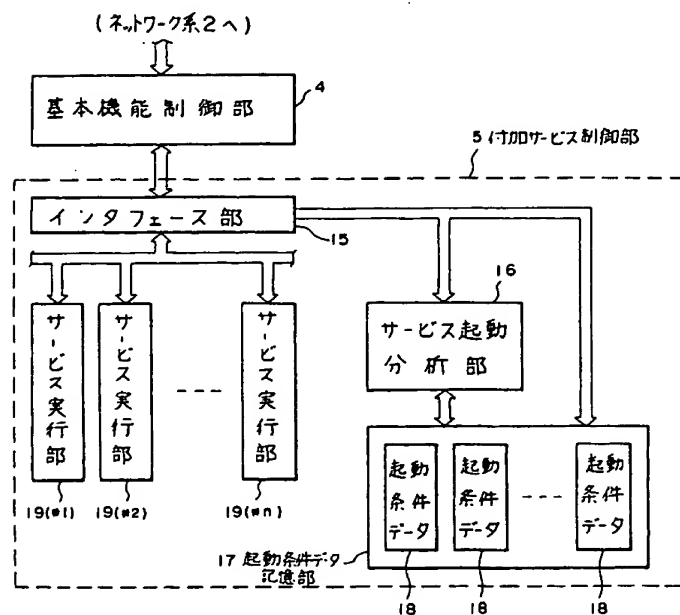 (ネットワーク系2へ)
4
基本機能制御部
5 付加サービス制御部
インタフェース部
15
16
サービス起動
分析部
サービス実行部
サービス実行部
サービス実行部
19(#1)
19(#2)
19(#n)
起動
条件
データ
起動
条件
データ
起動
条件
データ
17 起動条件データ
記憶部
18
18
18